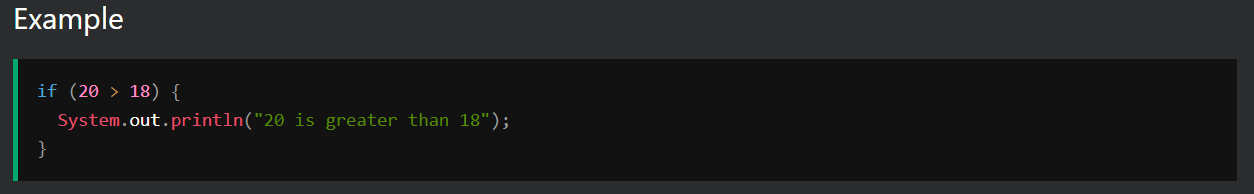 Example
if (20 > 18) {
  System.out.println("20 is greater than 18");
}